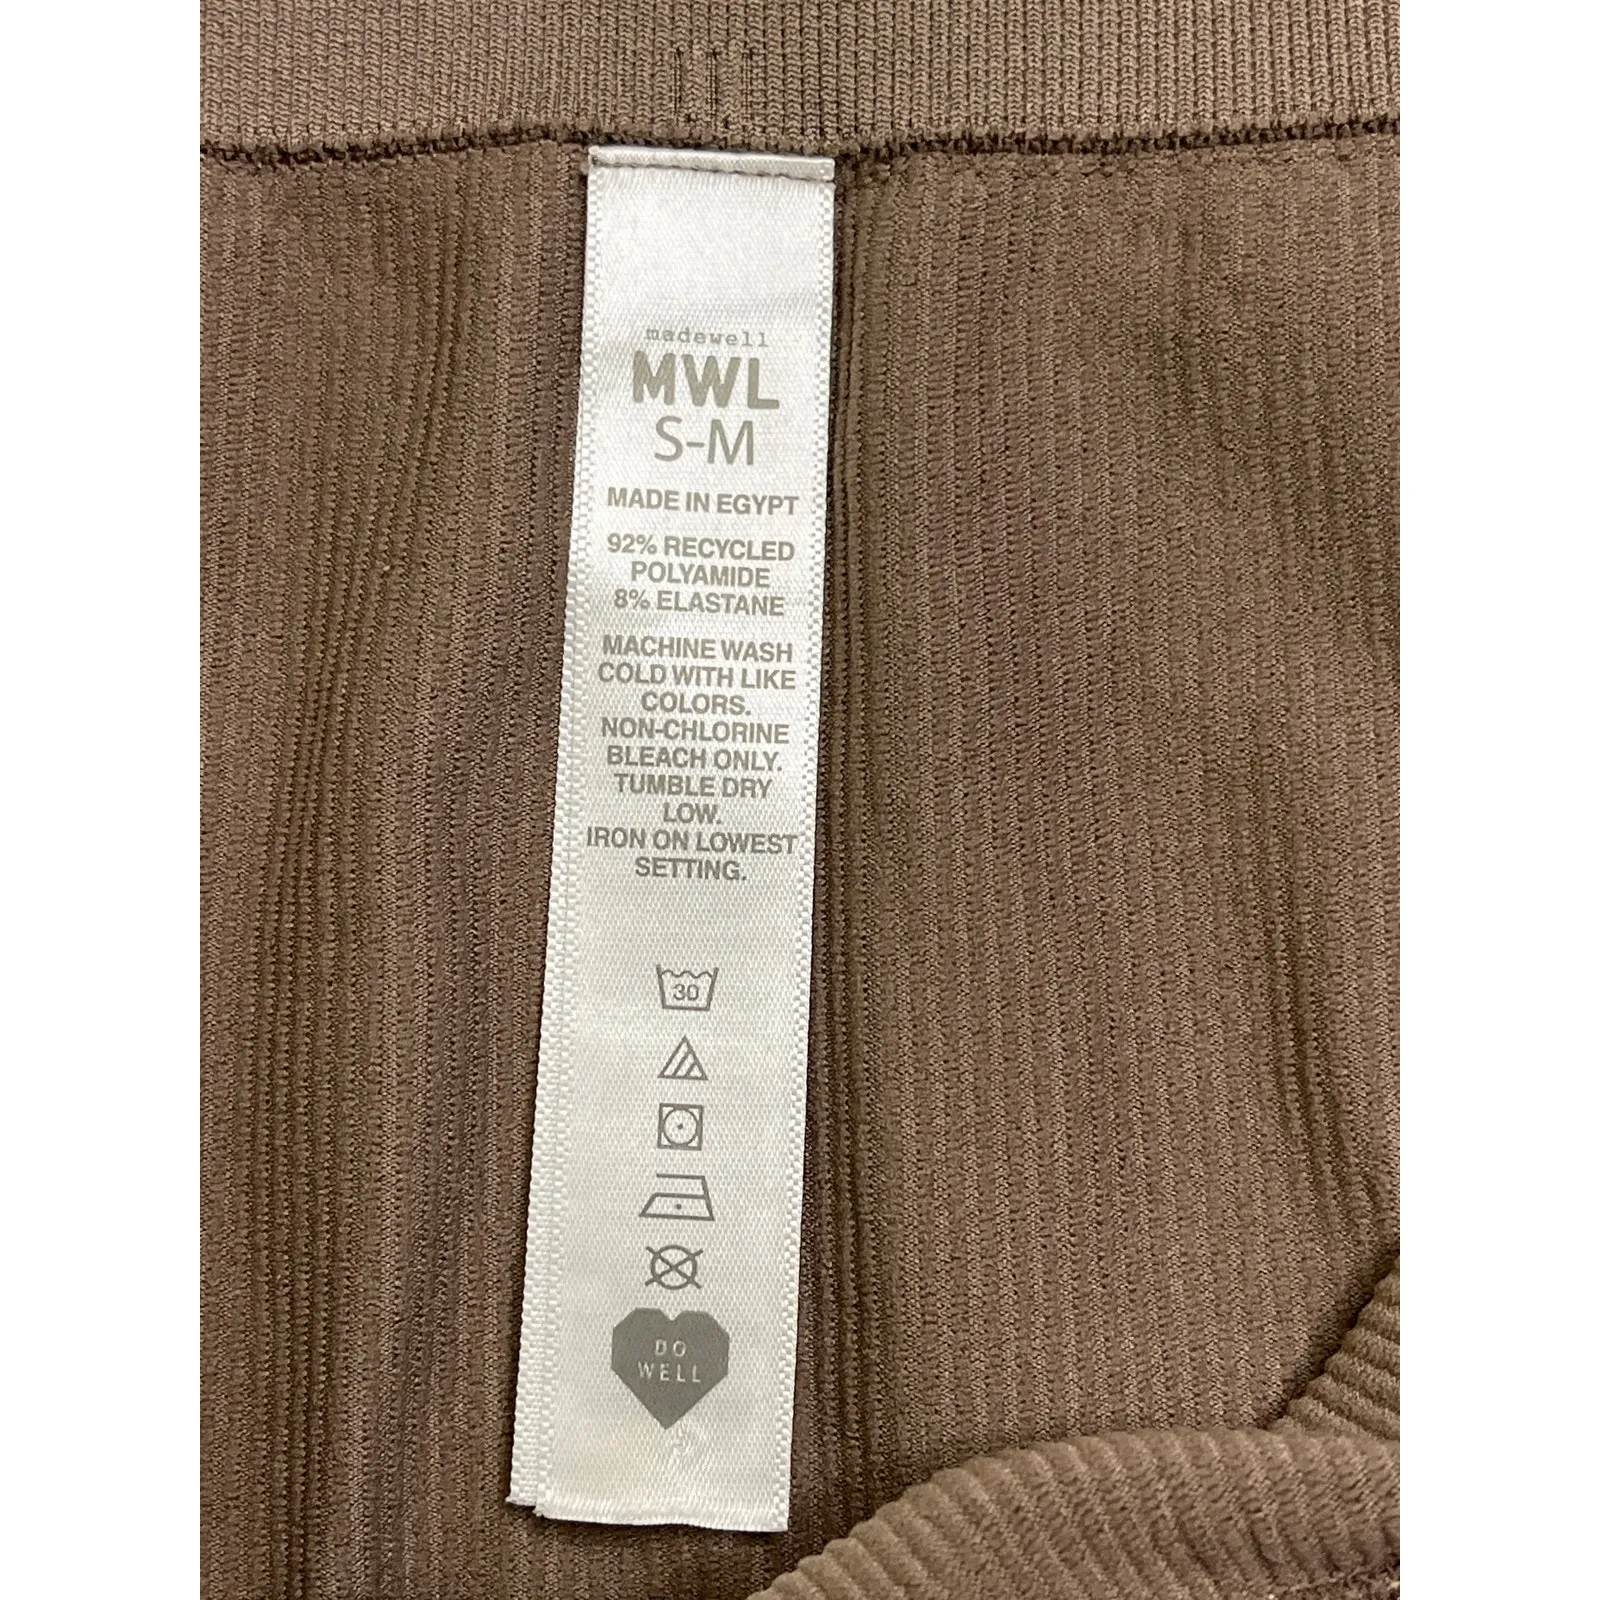 madewell
MWL
S-M
MADE IN EGYPT
92% RECYCLED
POLYAMIDE
8% ELASTANE
MACHINE WASH
COLD WITH LIKE
COLORS.
NON-CHLORINE
BLEACH ONLY.
TUMBLE DRY
LOW.
IRON ON LOWEST
SETTING.
30
DO
WELL